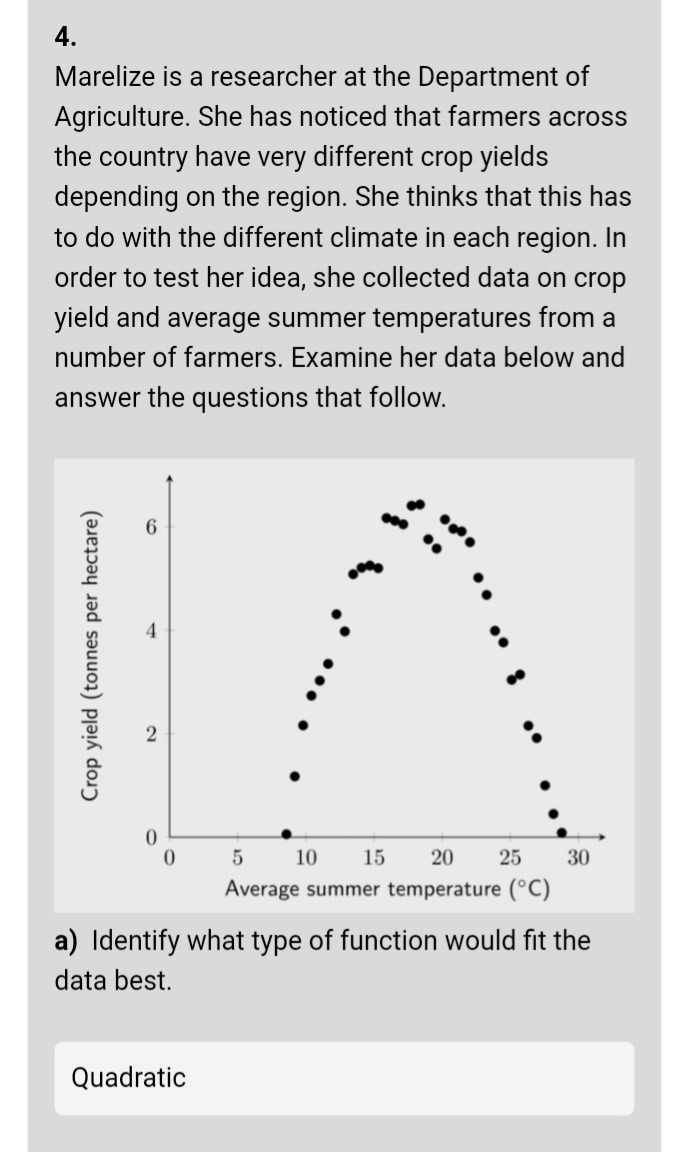 4.
Marelize is a researcher at the Department of
Agriculture. She has noticed that farmers across
the country have very different crop yields
depending on the region. She thinks that this has
to do with the different climate in each region. In
order to test her idea, she collected data on crop
yield and average summer temperatures from a
number of farmers. Examine her data below and
answer the questions that follow.
Crop yield (tonnes per hectare)
6
4
2
0
0 5 10 15 20 25 30
Average summer temperature (°C)
a) Identify what type of function would fit the
data best.
Quadratic